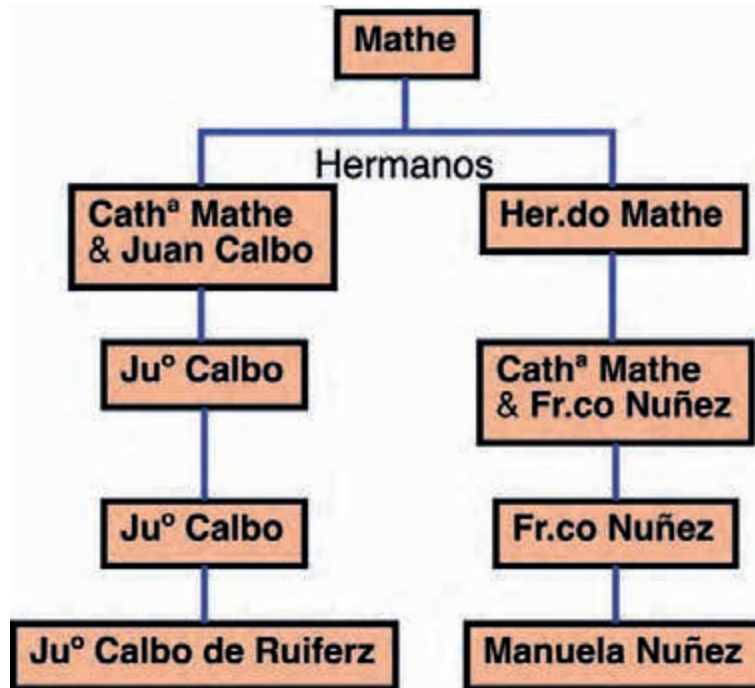 Mathe
Hermanos
Cathª Mathe
& Juan Calbo
Her.do Mathe
Juº Calbo
Cathª Mathe
& Fr.co Nuñez
Juº Calbo
Fr.co Nuñez
Juº Calbo de Ruiferz
Manuela Nuñez